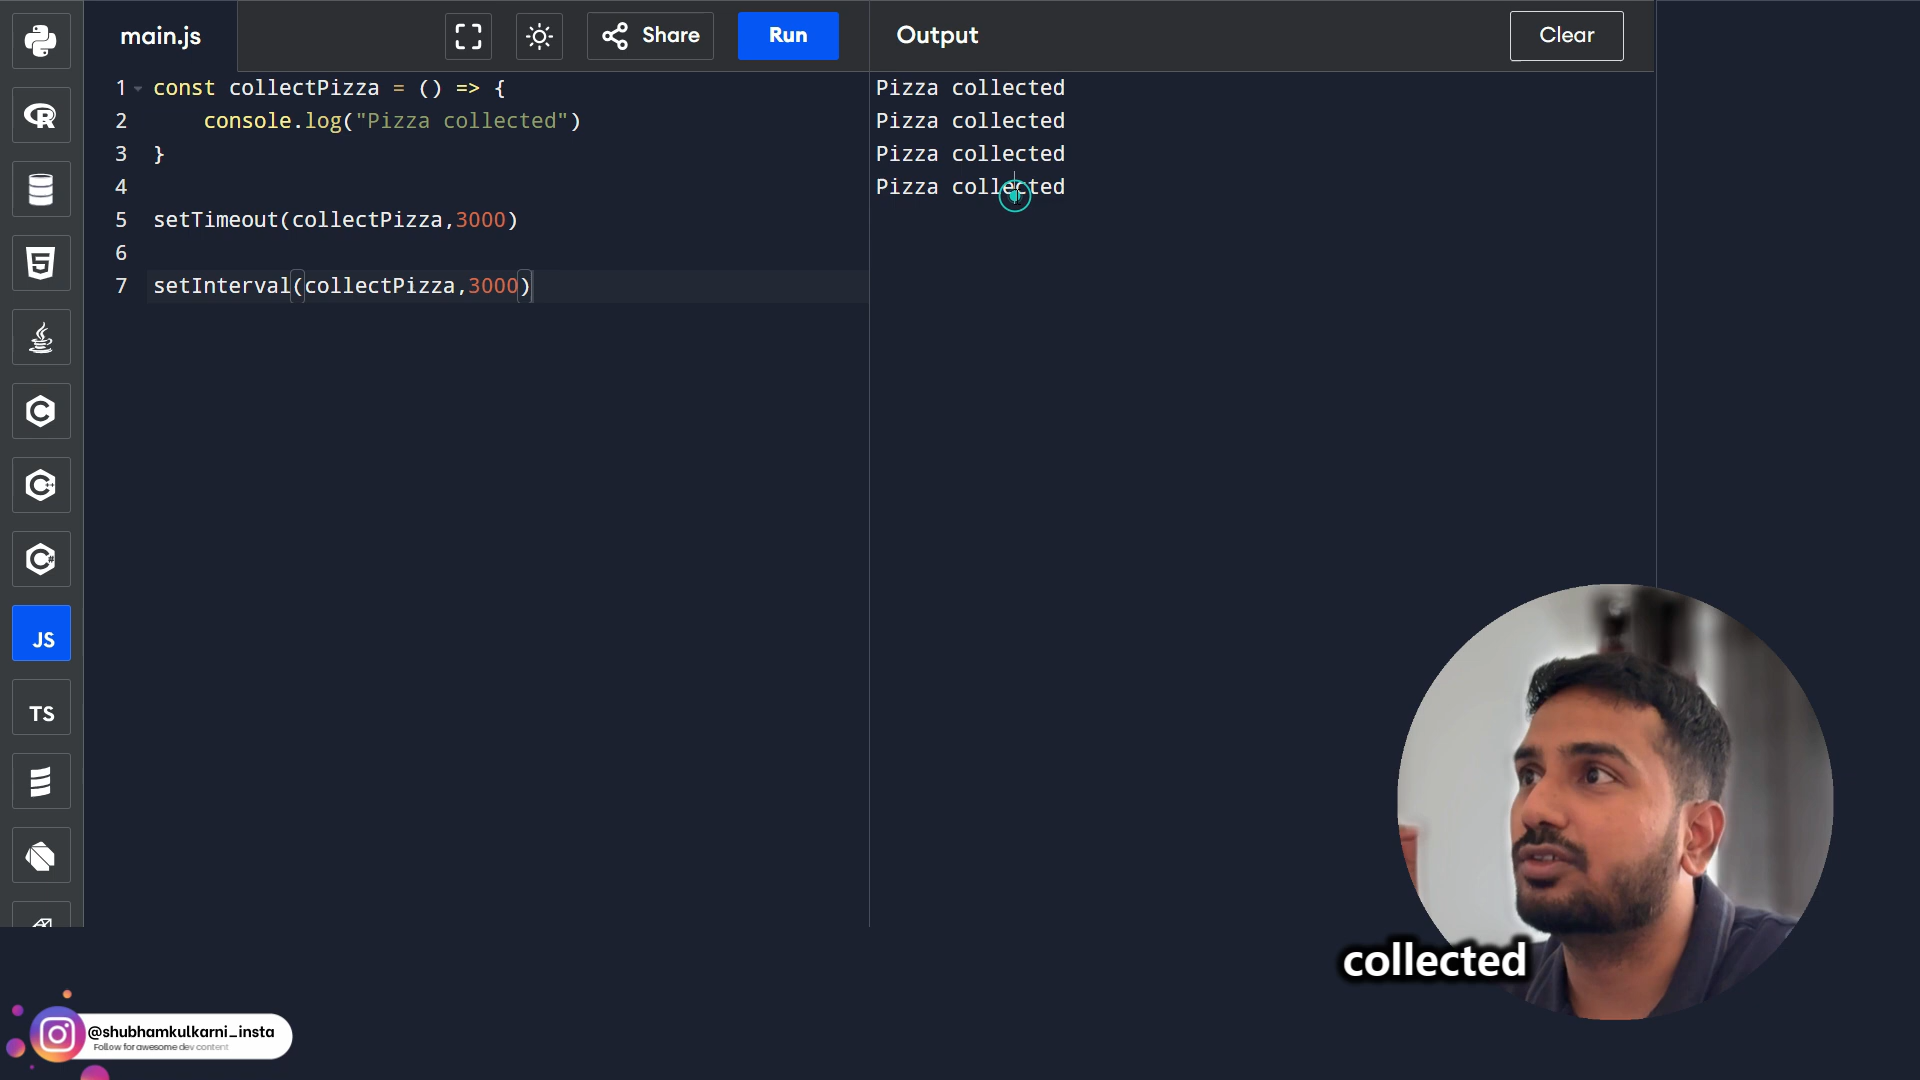 main.js
Share
Run
Output
Clear
1 const collectPizza = () => {
2 console.log("Pizza collected")
3 }
4
5 setTimeout(collectPizza,3000)
6
7 setInterval(collectPizza,3000)
Pizza collected
Pizza collected
Pizza collected
Pizza collected
JS
TS
collected
@shubhamkulkarni_insta
Follow for awesome dev content